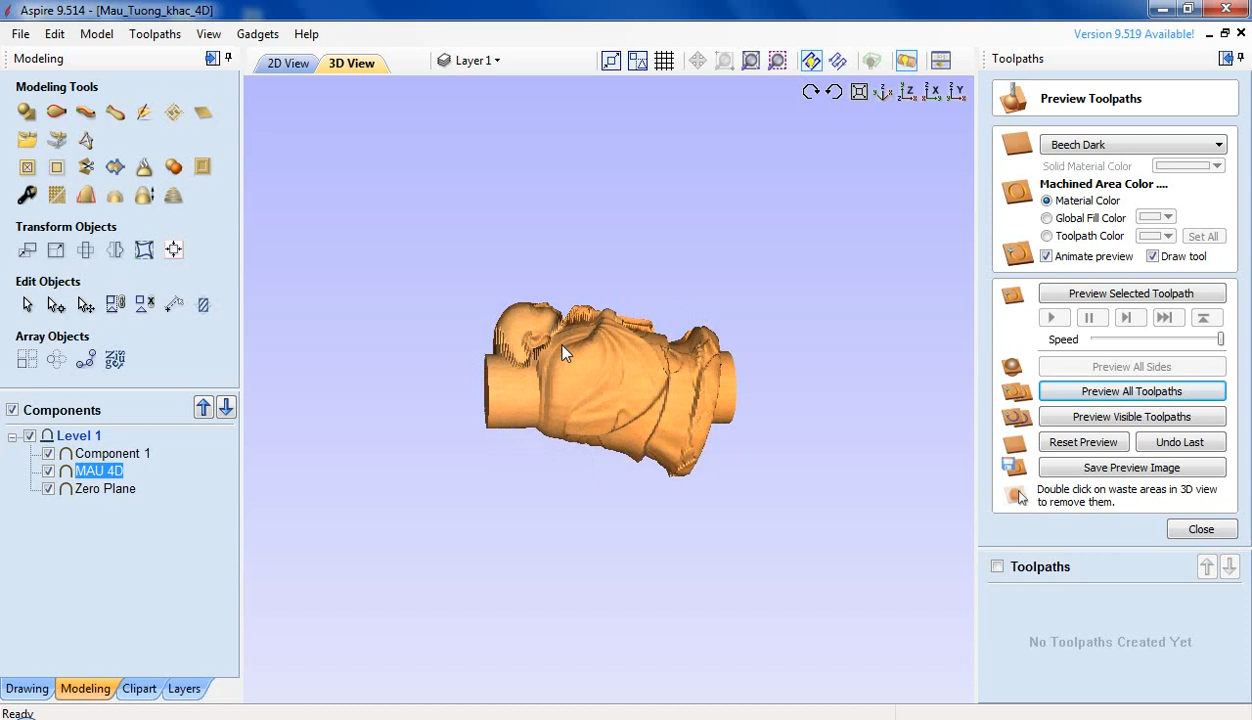 Aspire 9.514 - [Mau_Tuong_khac_4D]
File Edit Model Toolpaths View Gadgets Help
Version 9.519 Available!
Modeling
2D View
3D View
Layer 1
Z X Y
Modeling Tools
Transform Objects
Edit Objects
Array Objects
Components
Level 1
Component 1
MAU 4D
Zero Plane
Drawing Modeling Clipart Layers
Ready
Toolpaths
Preview Toolpaths
Beech Dark
Solid Material Color
Machined Area Color ....
Material Color
Global Fill Color
Toolpath Color
Set All
Animate preview
Draw tool
Preview Selected Toolpath
Speed
Preview All Sides
Preview All Toolpaths
Preview Visible Toolpaths
Reset Preview
Undo Last
Save Preview Image
Double click on waste areas in 3D view
to remove them.
Close
Toolpaths
No Toolpaths Created Yet